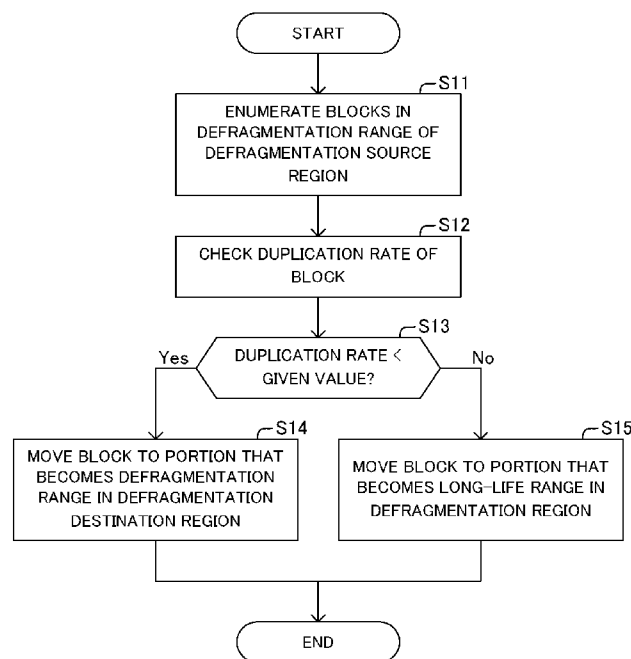 START
S11
ENUMERATE BLOCKS IN
DEFRAGMENTATION RANGE OF
DEFRAGMENTATION SOURCE
REGION
S12
CHECK DUPLICATION RATE OF
BLOCK
S13
DUPLICATION RATE <
GIVEN VALUE?
Yes
No
S14
MOVE BLOCK TO PORTION THAT
BECOMES DEFRAGMENTATION
RANGE IN DEFRAGMENTATION
DESTINATION REGION
S15
MOVE BLOCK TO PORTION THAT
BECOMES LONG-LIFE RANGE IN
DEFRAGMENTATION REGION
END